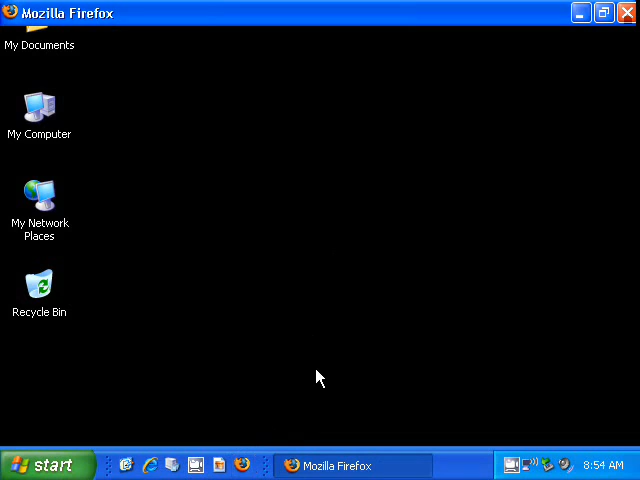 Mozilla Firefox
My Documents
My Computer
My Network
Places
Recycle Bin
start
Mozilla Firefox
8:54 AM